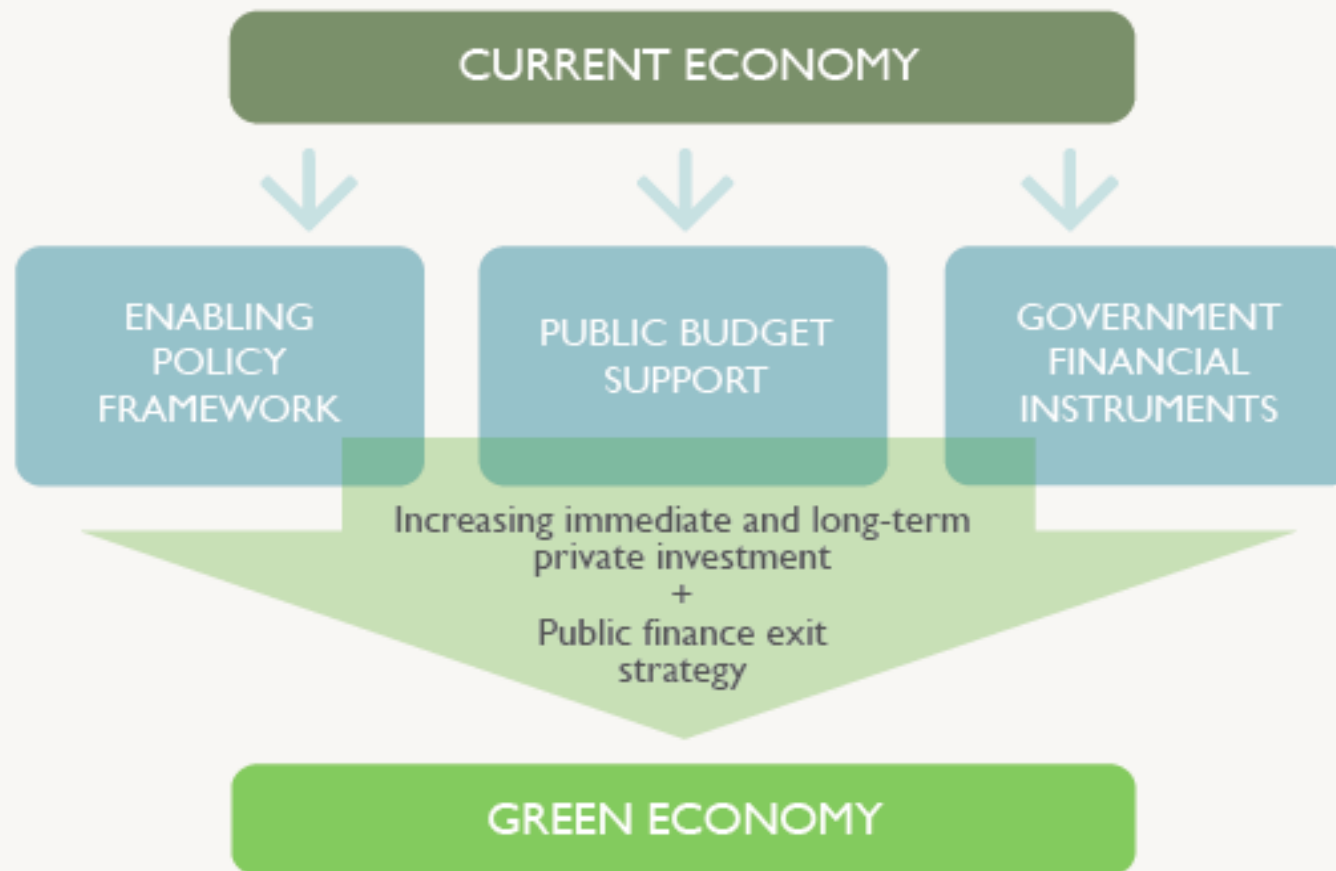 CURRENT ECONOMY
ENABLING
POLICY
FRAMEWORK
PUBLIC BUDGET
SUPPORT
GOVERNMENT
FINANCIAL
INSTRUMENTS
Increasing immediate and long-term
private investment
+
Public finance exit
strategy
GREEN ECONOMY